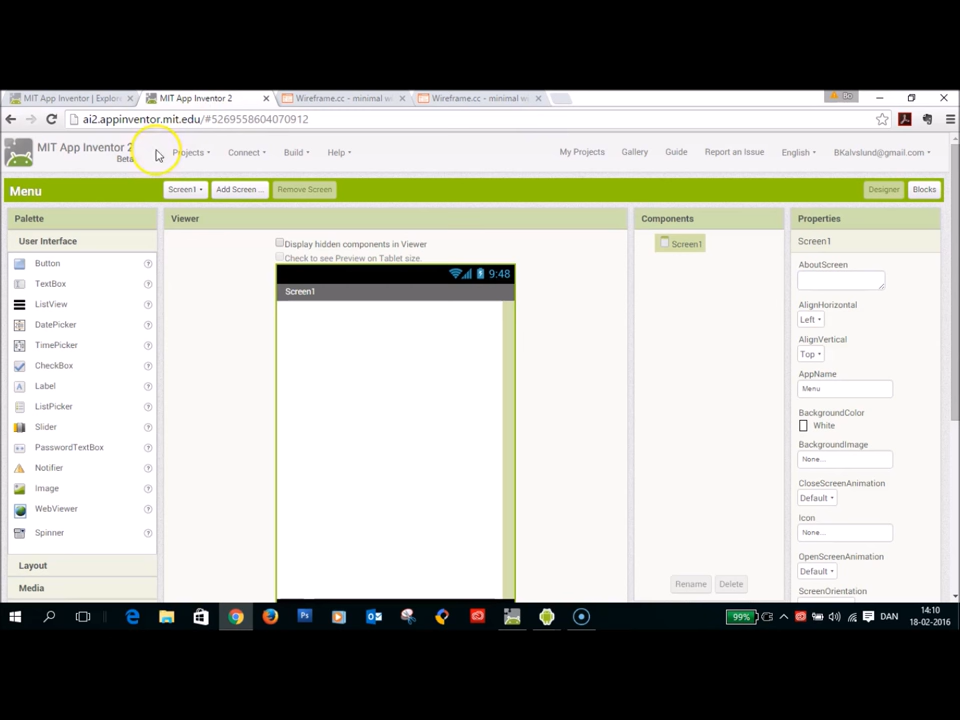 MIT App Inventor | Explore
MIT App Inventor 2
Wireframe.cc - minimal w
Wireframe.cc - minimal w
Bo
ai2.appinventor.mit.edu/#5269558604070912
MIT App Inventor 2
Beta
Projects
Connect
Build
Help
My Projects
Gallery
Guide
Report an Issue
English
BKalvslund@gmail.com
Menu
Screen1
Add Screen ...
Remove Screen
Designer
Blocks
Palette
Viewer
Components
Properties
User Interface
Button
TextBox
ListView
DatePicker
TimePicker
CheckBox
Label
ListPicker
Slider
PasswordTextBox
Notifier
Image
WebViewer
Spinner
Layout
Media
Display hidden components in Viewer
Check to see Preview on Tablet size.
9:48
Screen1
Screen1
Rename
Delete
Screen1
AboutScreen
AlignHorizontal
Left
AlignVertical
Top
AppName
Menu
BackgroundColor
White
BackgroundImage
None...
CloseScreenAnimation
Default
Icon
None...
OpenScreenAnimation
Default
ScreenOrientation
99%
DAN
14:10
18-02-2016